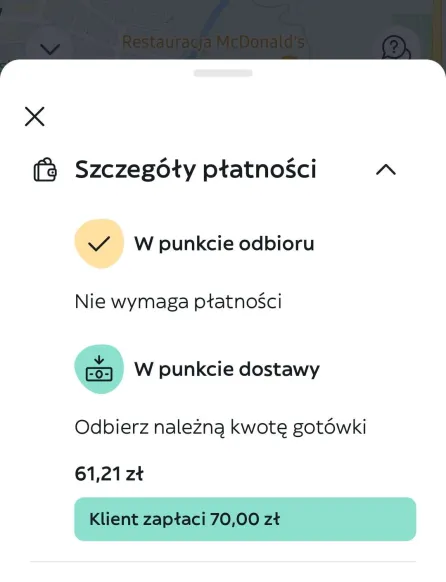 Restauracja McDonald's
Szczegóły płatności
W punkcie odbioru
Nie wymaga płatności
W punkcie dostawy
Odbierz należną kwotę gotówki
61,21 zł
Klient zapłaci 70,00 zł